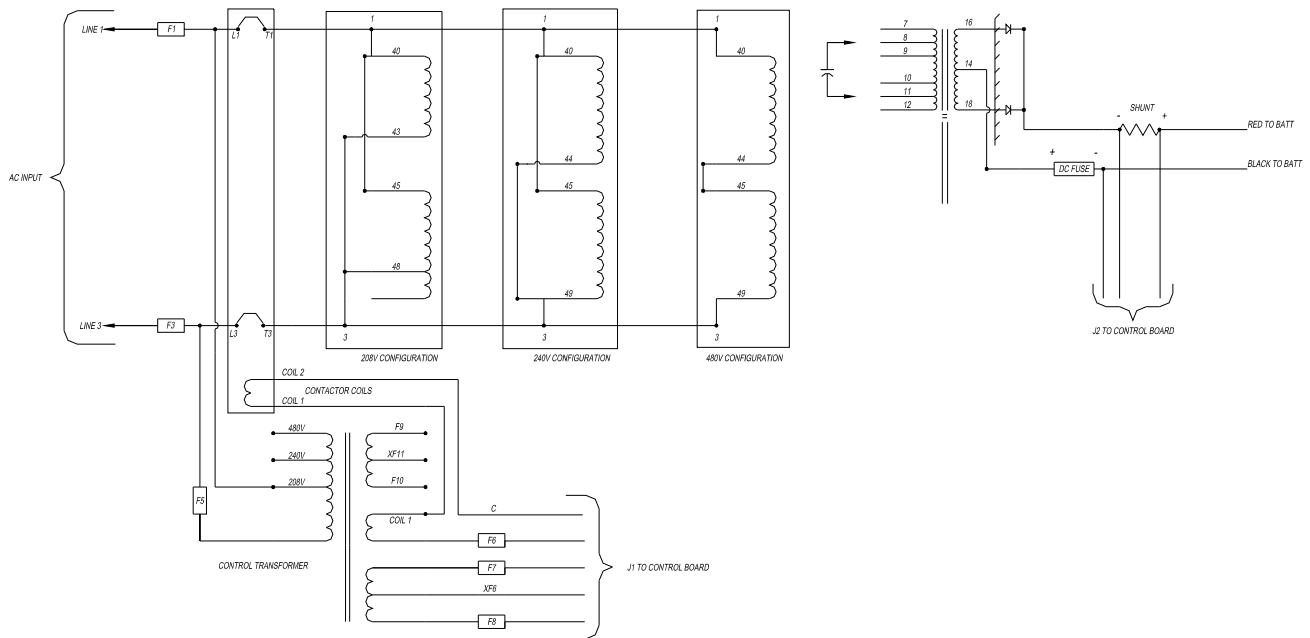 LINE 1
F1
L1
T1
1
40
43
45
48
3
208V CONFIGURATION
1
40
44
45
49
3
240V CONFIGURATION
1
40
44
45
49
3
480V CONFIGURATION
AC INPUT
LINE 3
F3
L3
T3
7
8
9
10
11
12
16
14
18
SHUNT
-
+
RED TO BATT
+
-
DC FUSE
BLACK TO BATT
J2 TO CONTROL BOARD
COIL 2
CONTACTOR COILS
COIL 1
480V
240V
208V
F5
F9
XF11
F10
COIL 1
C
F6
F7
XF6
F8
CONTROL TRANSFORMER
J1 TO CONTROL BOARD